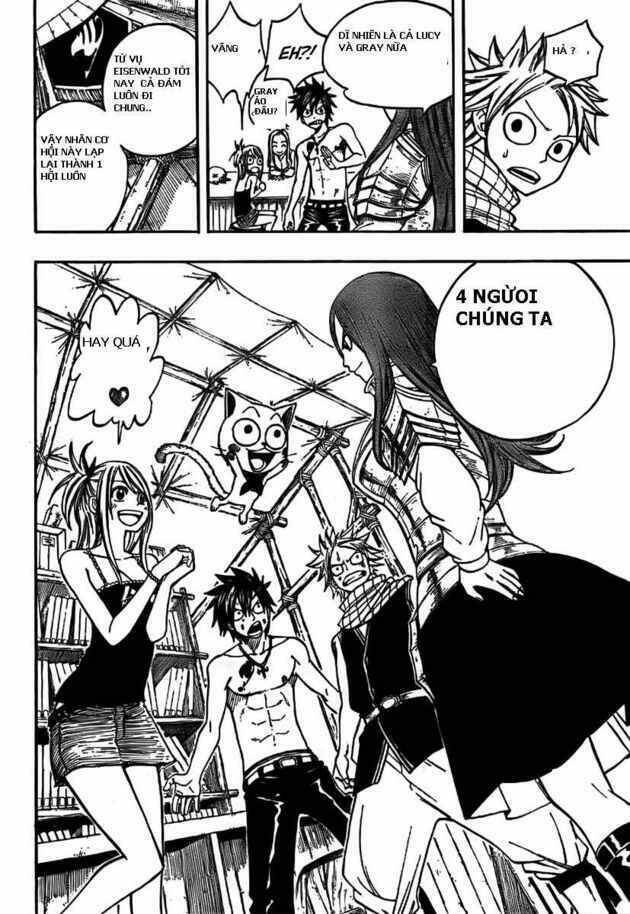 HẢ ?
DĨ NHIÊN LÀ CẢ LUCY
VÀ GRAY NỮA
EH?!
GRAY
ÁO
ĐÂU?
VÂNG
TỪ VỤ
EISENWALD TỚI
NAY CẢ ĐÁM
LUÔN ĐI
CHUNG..
VẬY NHÂN CƠ
HỘI NÀY LẠP
LẠI THÀNH 1
HỘI LUÔN
4 NGỪOI
CHÚNG TA
HAY QUÁ